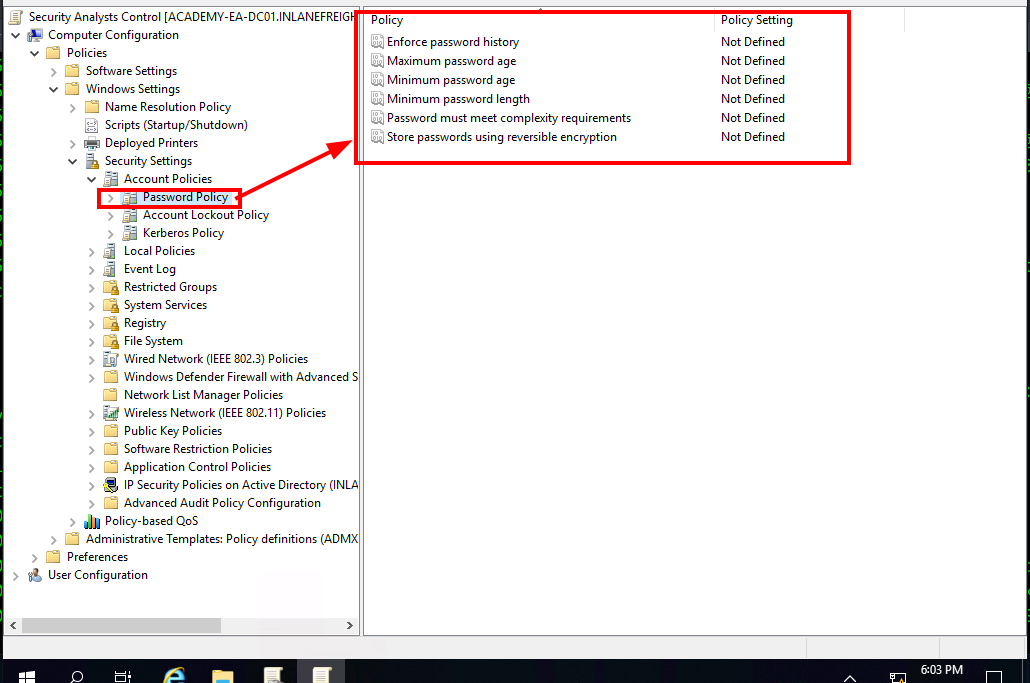 Security Analysts Control [ACADEMY-EA-DC01.INLANEFREIGH
Computer Configuration
Policies
Software Settings
Windows Settings
Name Resolution Policy
Scripts (Startup/Shutdown)
Deployed Printers
Security Settings
Account Policies
Password Policy
Account Lockout Policy
Kerberos Policy
Local Policies
Event Log
Restricted Groups
System Services
Registry
File System
Wired Network (IEEE 802.3) Policies
Windows Defender Firewall with Advanced S
Network List Manager Policies
Wireless Network (IEEE 802.11) Policies
Public Key Policies
Software Restriction Policies
Application Control Policies
IP Security Policies on Active Directory (INLA
Advanced Audit Policy Configuration
Policy-based QoS
Administrative Templates: Policy definitions (ADMX
Preferences
User Configuration
Policy Policy Setting
Enforce password history Not Defined
Maximum password age Not Defined
Minimum password age Not Defined
Minimum password length Not Defined
Password must meet complexity requirements Not Defined
Store passwords using reversible encryption Not Defined
6:03 PM